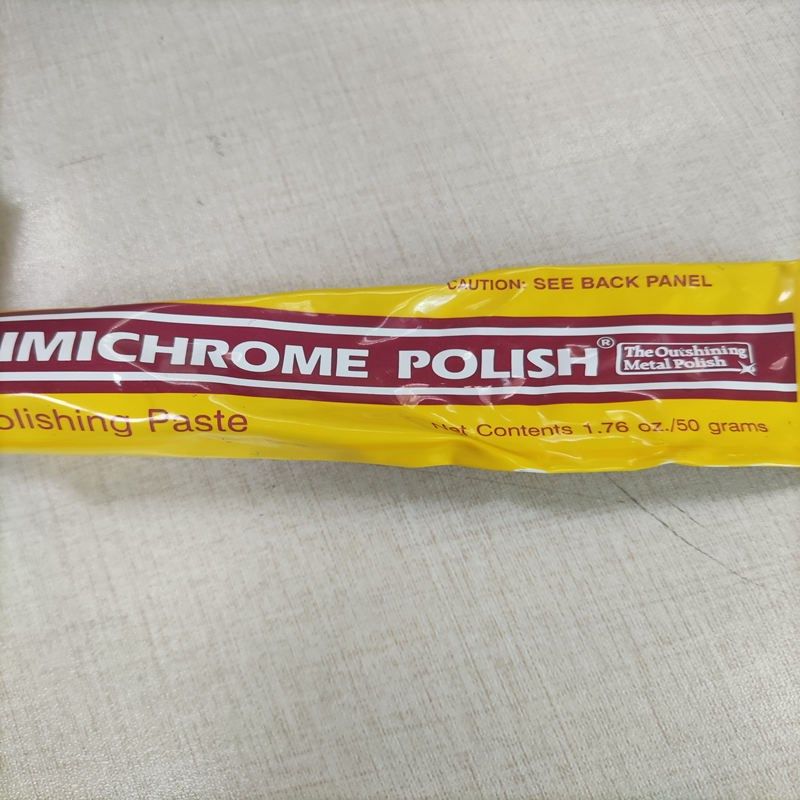 CAUTION: SEE BACK PANEL
IMICHROME POLISH®
The Outshining
Metal Polish
olishing Paste
Net Contents 1.76 oz./50 grams